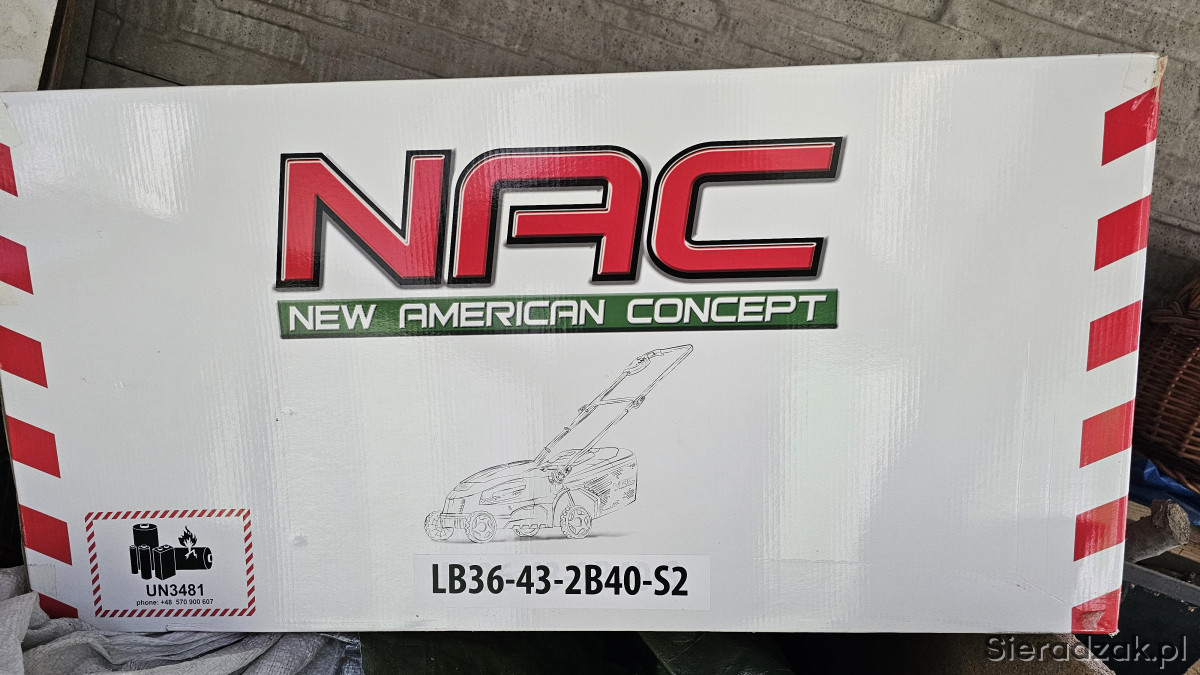 NAC
NEW AMERICAN CONCEPT
LB36-43-2B40-S2
UN3481
phone: +48 570 900 607
Sieradzak.pl